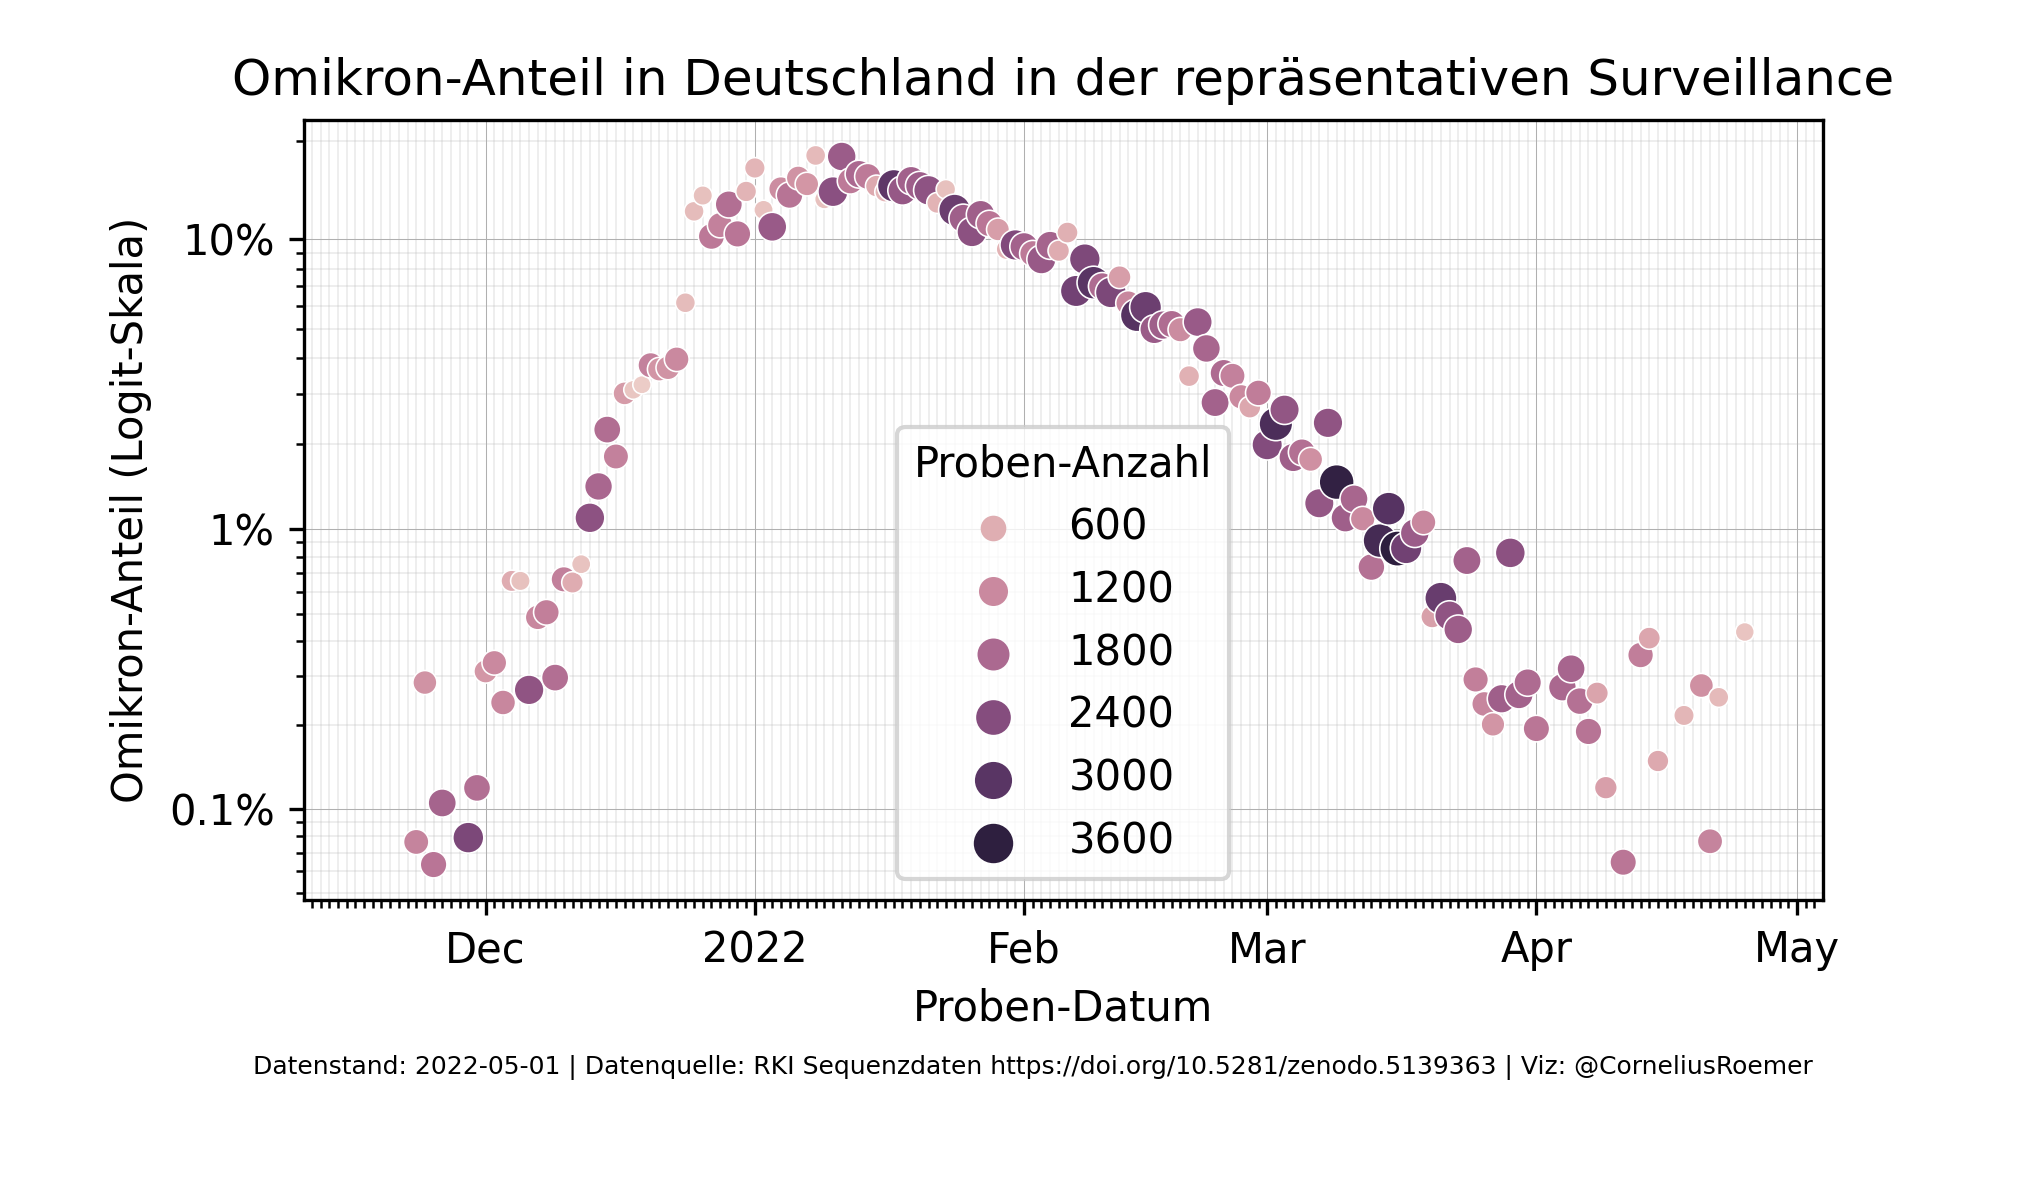 Omikron-Anteil in Deutschland in der repräsentativen Surveillance
Omikron-Anteil (Logit-Skala)
10%
1%
0.1%
Proben-Anzahl
600
1200
1800
2400
3000
3600
Dec 2022 Feb Mar Apr May
Proben-Datum
Datenstand: 2022-05-01 | Datenquelle: RKI Sequenzdaten https://doi.org/10.5281/zenodo.5139363 | Viz: @CorneliusRoemer